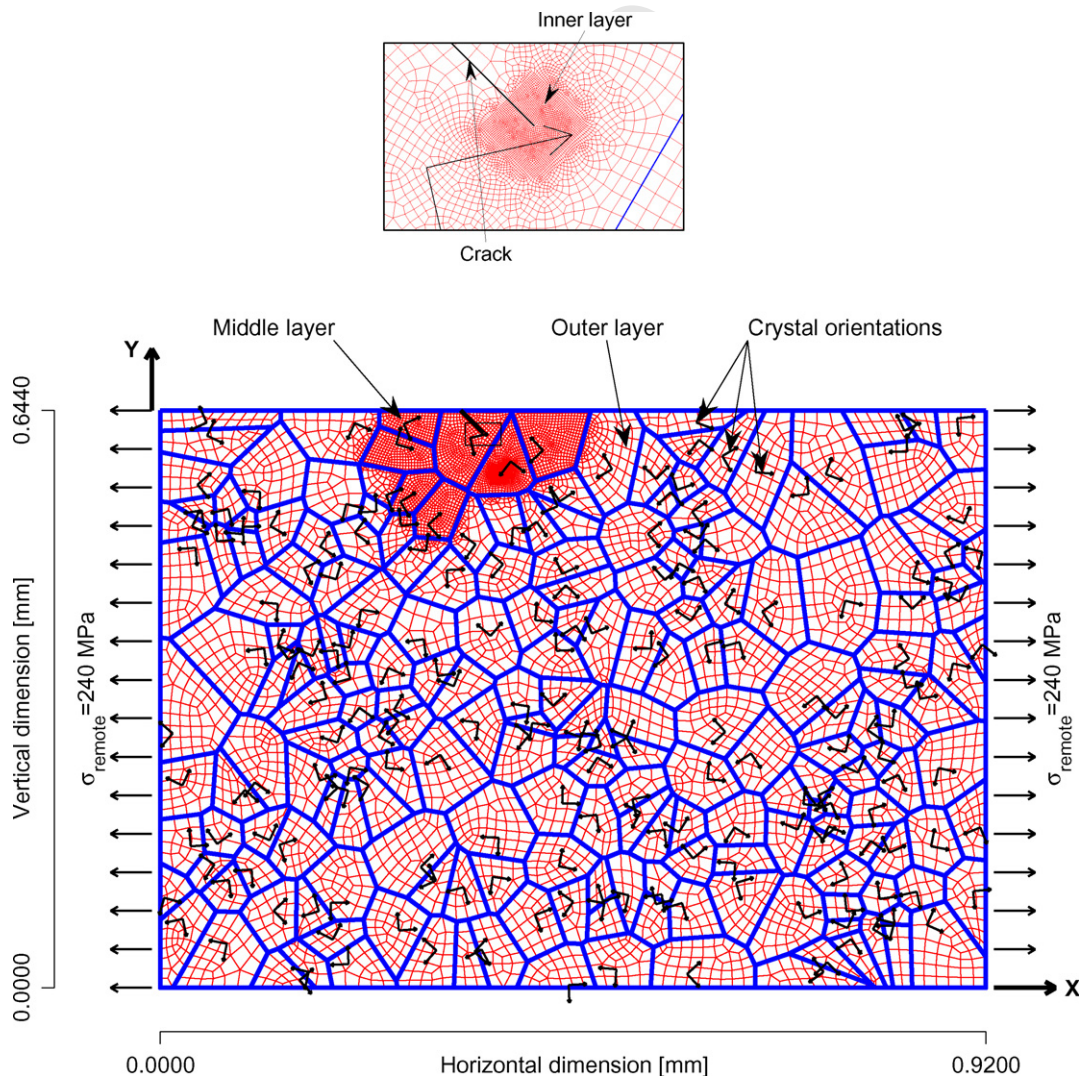 Inner layer
Crack
Middle layer
Outer layer
Crystal orientations
Y
0.6440
Vertical dimension [mm]
0.0000
σremote=240 MPa
σremote=240 MPa
X
0.0000
Horizontal dimension [mm]
0.9200